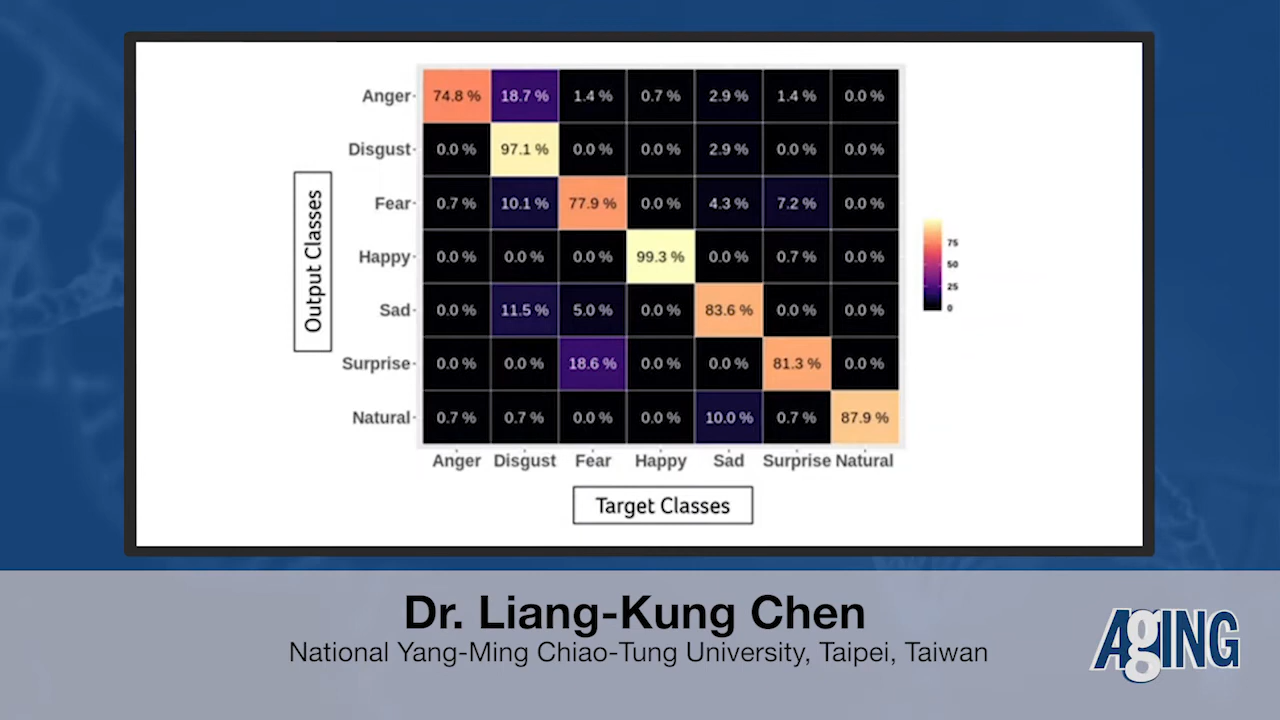 Anger 74.8 % 18.7 % 1.4 % 0.7 % 2.9 % 1.4 % 0.0 %
Disgust 0.0 % 97.1 % 0.0 % 0.0 % 2.9 % 0.0 % 0.0 %
Fear 0.7 % 10.1 % 77.9 % 0.0 % 4.3 % 7.2 % 0.0 %
Happy 0.0 % 0.0 % 0.0 % 99.3 % 0.0 % 0.7 % 0.0 %
Sad 0.0 % 11.5 % 5.0 % 0.0 % 83.6 % 0.0 % 0.0 %
Surprise 0.0 % 0.0 % 18.6 % 0.0 % 0.0 % 81.3 % 0.0 %
Natural 0.7 % 0.7 % 0.0 % 0.0 % 10.0 % 0.7 % 87.9 %
Anger Disgust Fear Happy Sad Surprise Natural
Output Classes
Target Classes
75
50
25
0
Dr. Liang-Kung Chen
National Yang-Ming Chiao-Tung University, Taipei, Taiwan
AgING